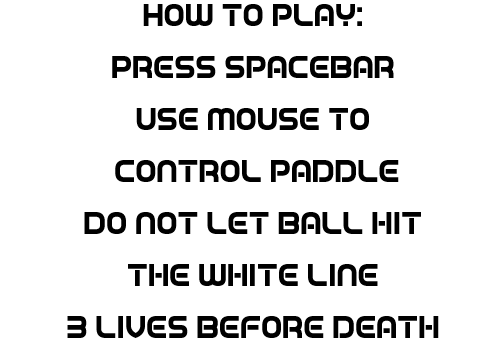 HOW TO PLAY:
PRESS SPACEBAR
USE MOUSE TO
CONTROL PADDLE
DO NOT LET BALL HIT
THE WHITE LINE
3 LIVES BEFORE DEATH